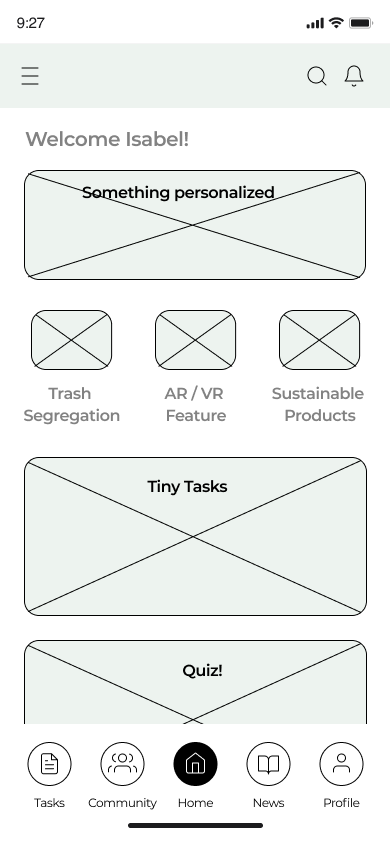 9:27
Welcome Isabel!
Something personalized
Trash
Segregation
AR / VR
Feature
Sustainable
Products
Tiny Tasks
Quiz!
Tasks
Community
Home
News
Profile